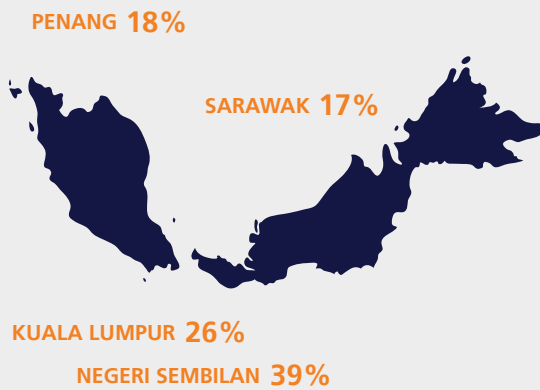 PENANG 18%
SARAWAK 17%
KUALA LUMPUR 26%
NEGERI SEMBILAN 39%